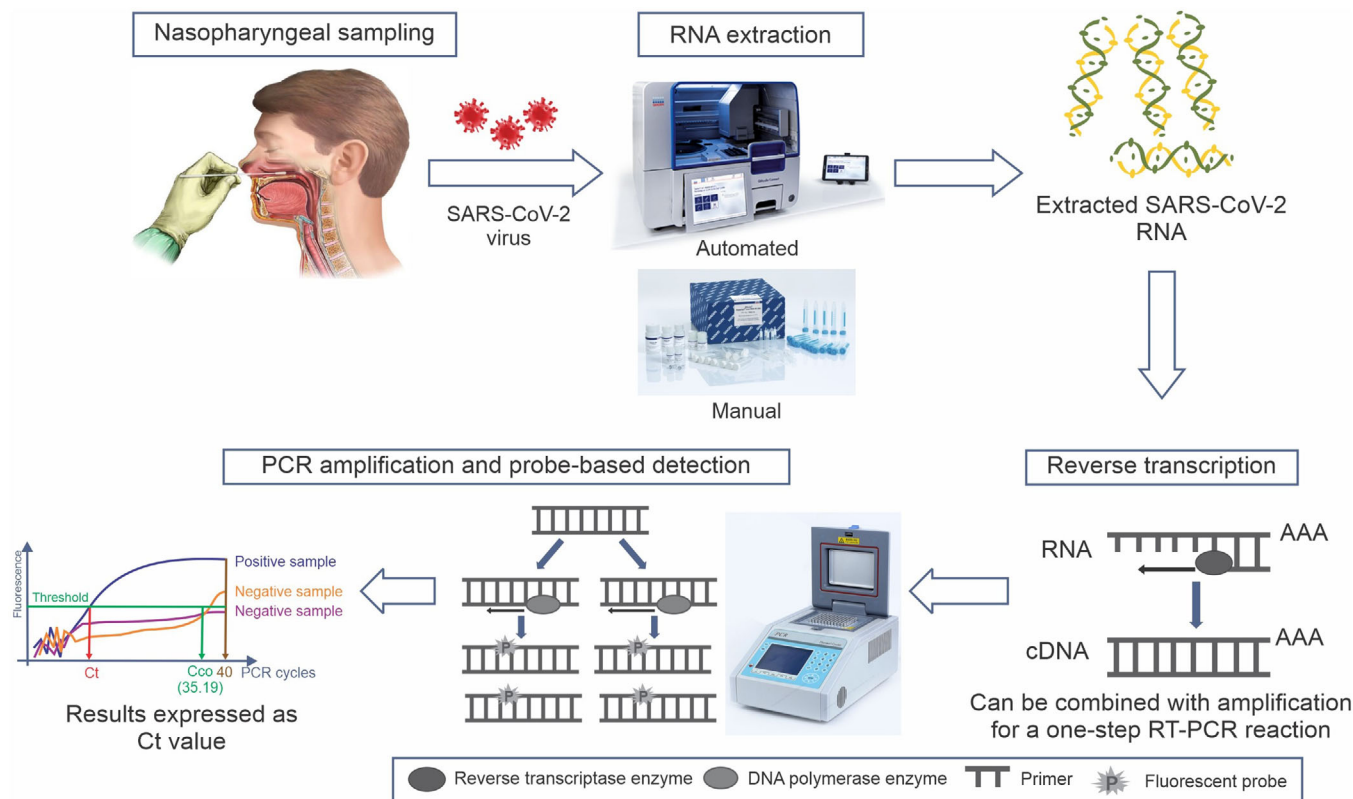 Nasopharyngeal sampling
RNA extraction
SARS-CoV-2
virus
Automated
Extracted SARS-CoV-2
RNA
Manual
PCR amplification and probe-based detection
Reverse transcription
Fluorescence
Threshold
Positive sample
Negative sample
Negative sample
Ct
Cco
(35.19)
40
PCR cycles
Results expressed as
Ct value
P
P
P
P
PCR
RNA
AAA
cDNA
AAA
Can be combined with amplification
for a one-step RT-PCR reaction
Reverse transcriptase enzyme
DNA polymerase enzyme
Primer
P
Fluorescent probe